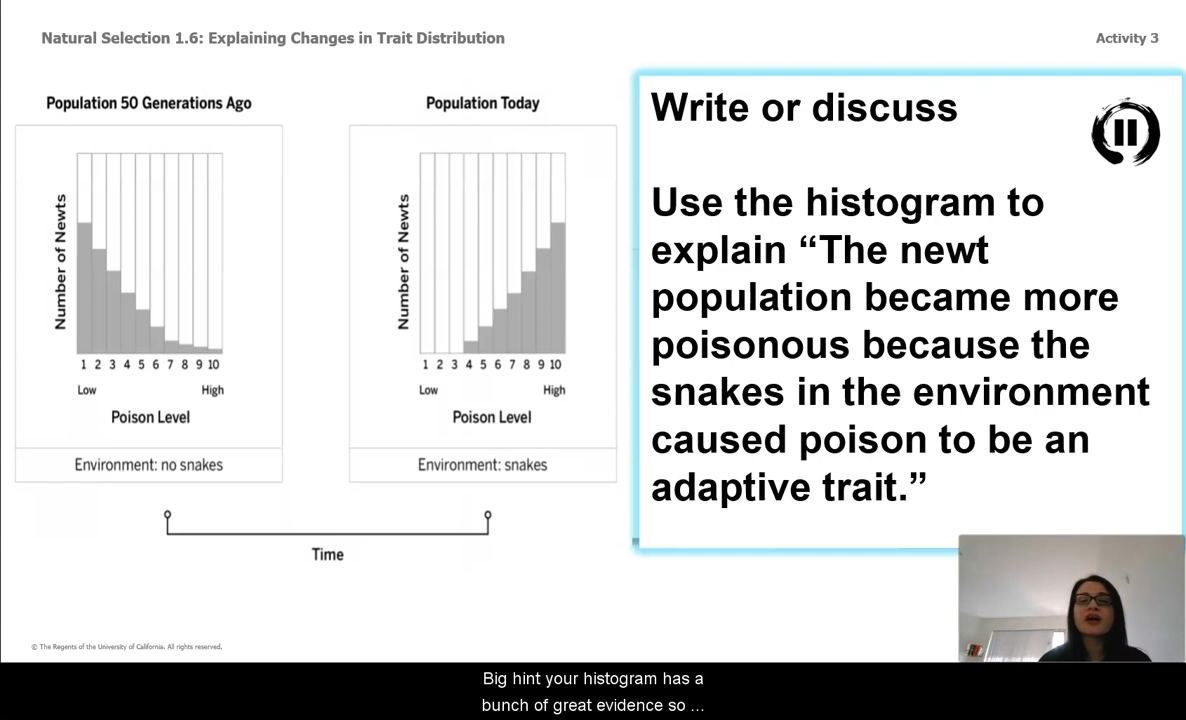 Natural Selection 1.6: Explaining Changes in Trait Distribution
Activity 3
Population 50 Generations Ago
Number of Newts
1 2 3 4 5 6 7 8 9 10
Low High
Poison Level
Environment: no snakes
Population Today
Number of Newts
1 2 3 4 5 6 7 8 9 10
Low High
Poison Level
Environment: snakes
Time
Write or discuss
Use the histogram to
explain “The newt
population became more
poisonous because the
snakes in the environment
caused poison to be an
adaptive trait.”
© The Regents of the University of California. All rights reserved.
Big hint your histogram has a
bunch of great evidence so ...